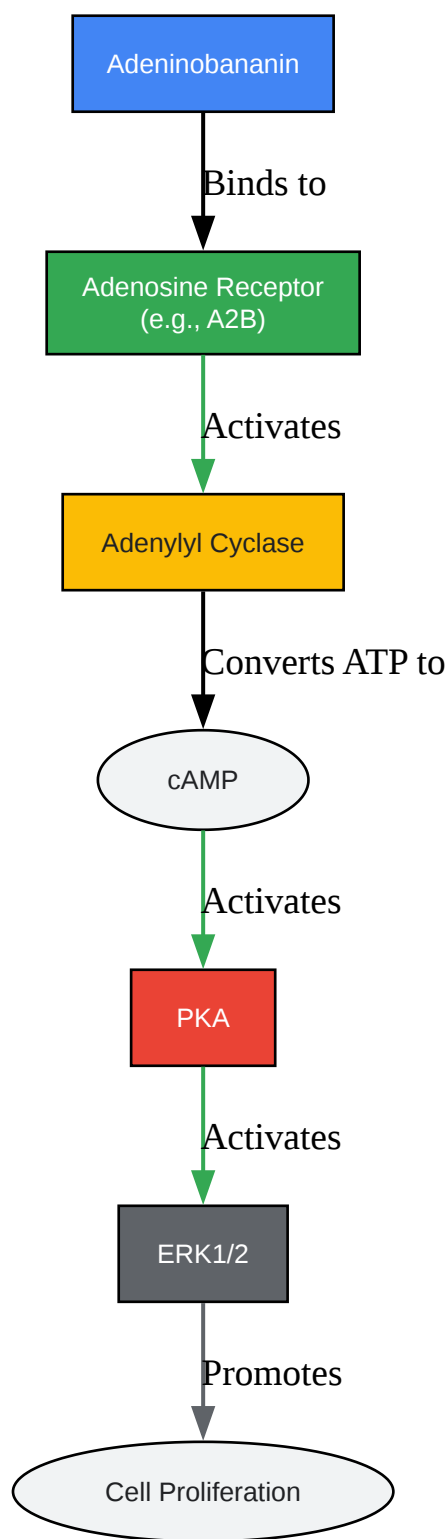 Adeninobananin
Binds to
Adenosine Receptor
(e.g., A2B)
Activates
Adenylyl Cyclase
Converts ATP to
cAMP
Activates
PKA
Activates
ERK1/2
Promotes
Cell Proliferation